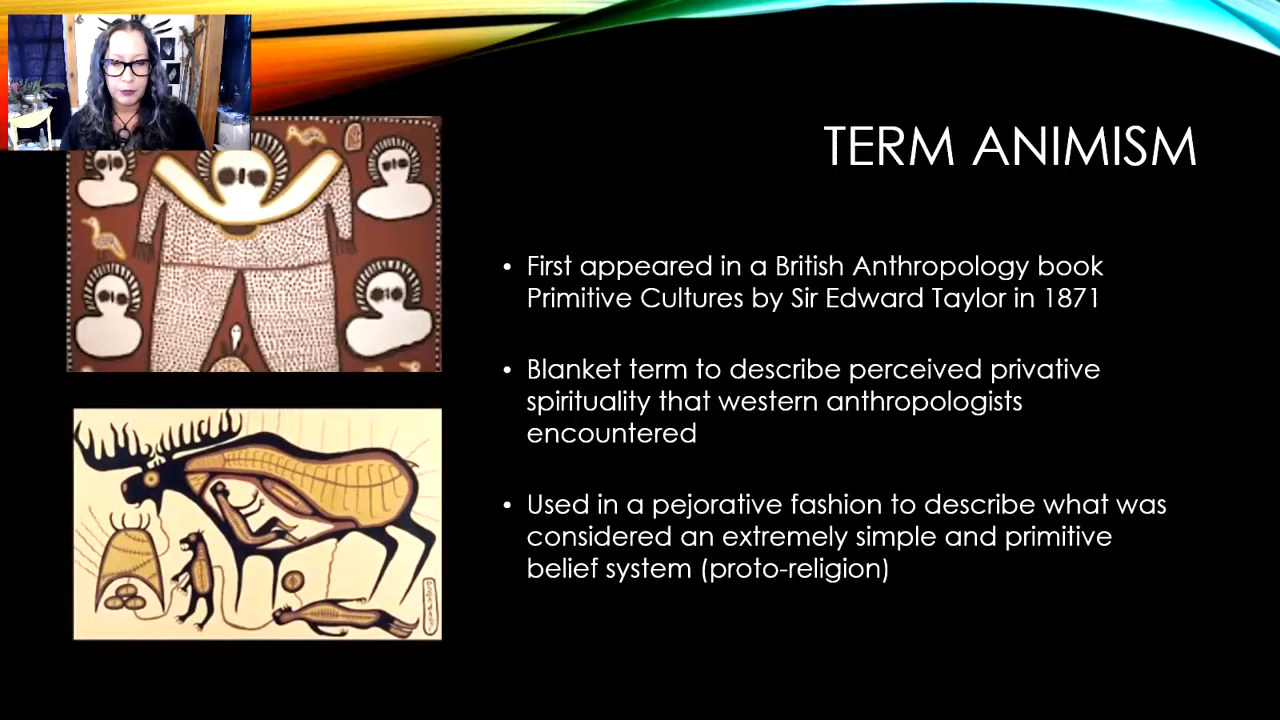 TERM ANIMISM
• First appeared in a British Anthropology book
Primitive Cultures by Sir Edward Taylor in 1871
• Blanket term to describe perceived privative
spirituality that western anthropologists
encountered
• Used in a pejorative fashion to describe what was
considered an extremely simple and primitive
belief system (proto-religion)